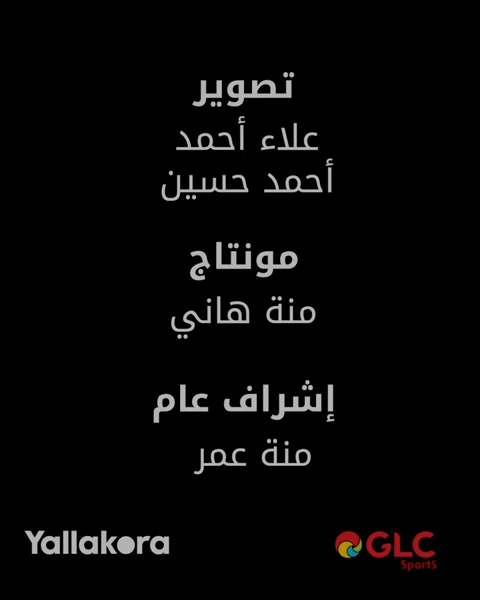 تصوير
علاء أحمد
أحمد حسين
مونتاج
منة هاني
إشراف عام
منة عمر
Yallakora
GLC
Sports